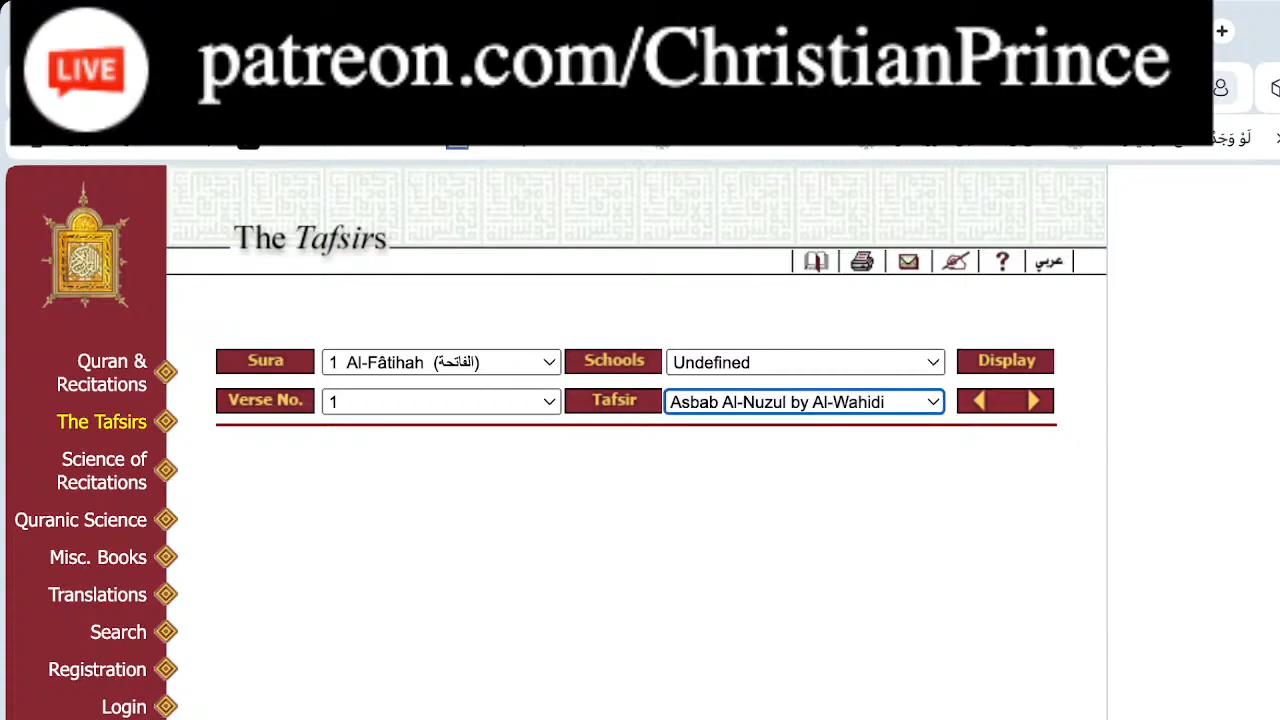 LIVE
patreon.com/ChristianPrince
لَوْ وَجَدْ
The Tafsirs
? عربي
Sura 1 Al-Fâtihah (الفاتحة) Schools Undefined Display
Verse No. 1 Tafsir Asbab Al-Nuzul by Al-Wahidi
Quran &
Recitations
The Tafsirs
Science of
Recitations
Quranic Science
Misc. Books
Translations
Search
Registration
Login